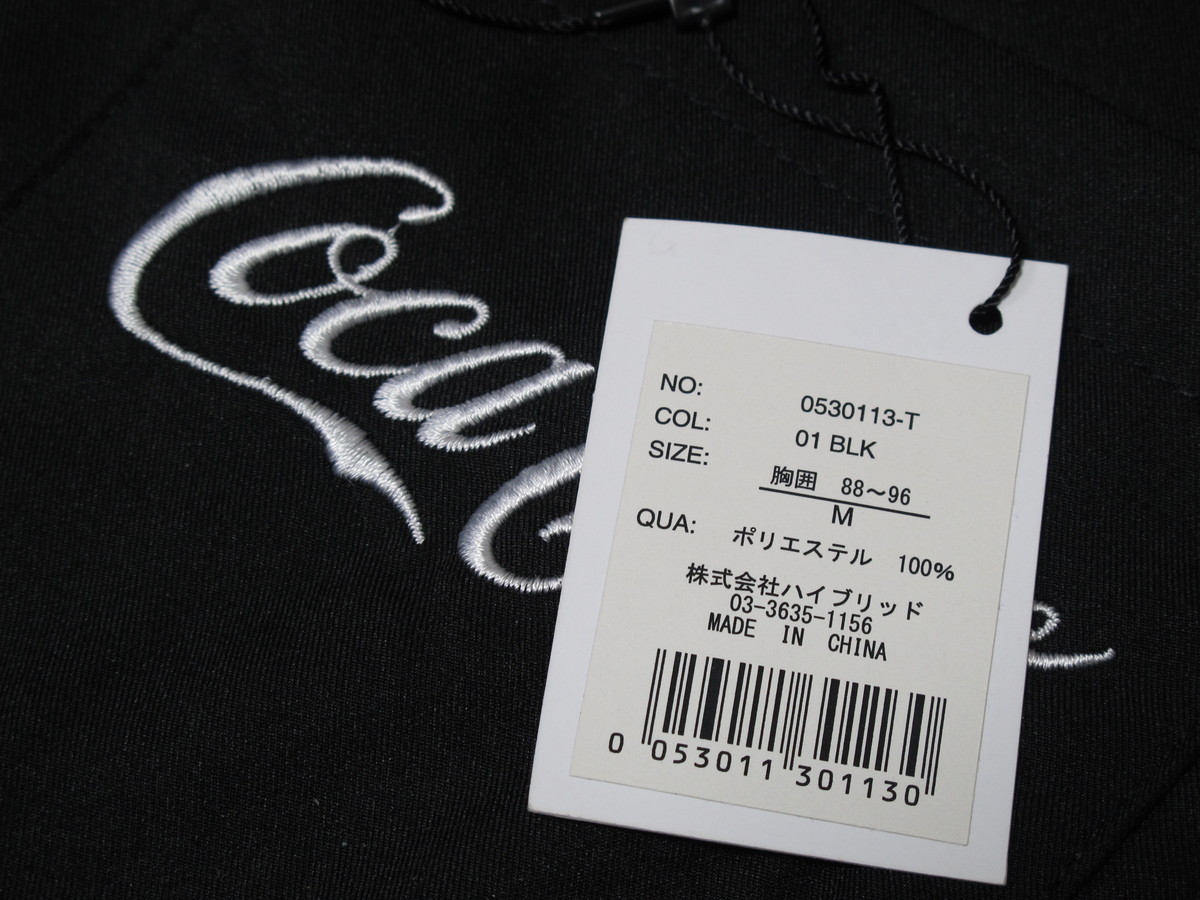 Coca
NO: 0530113-T
COL: 01 BLK
SIZE: 胸囲 88～96
M
QUA: ポリエステル 100%
株式会社ハイブリッド
03-3635-1156
MADE IN CHINA
0 053011 301130